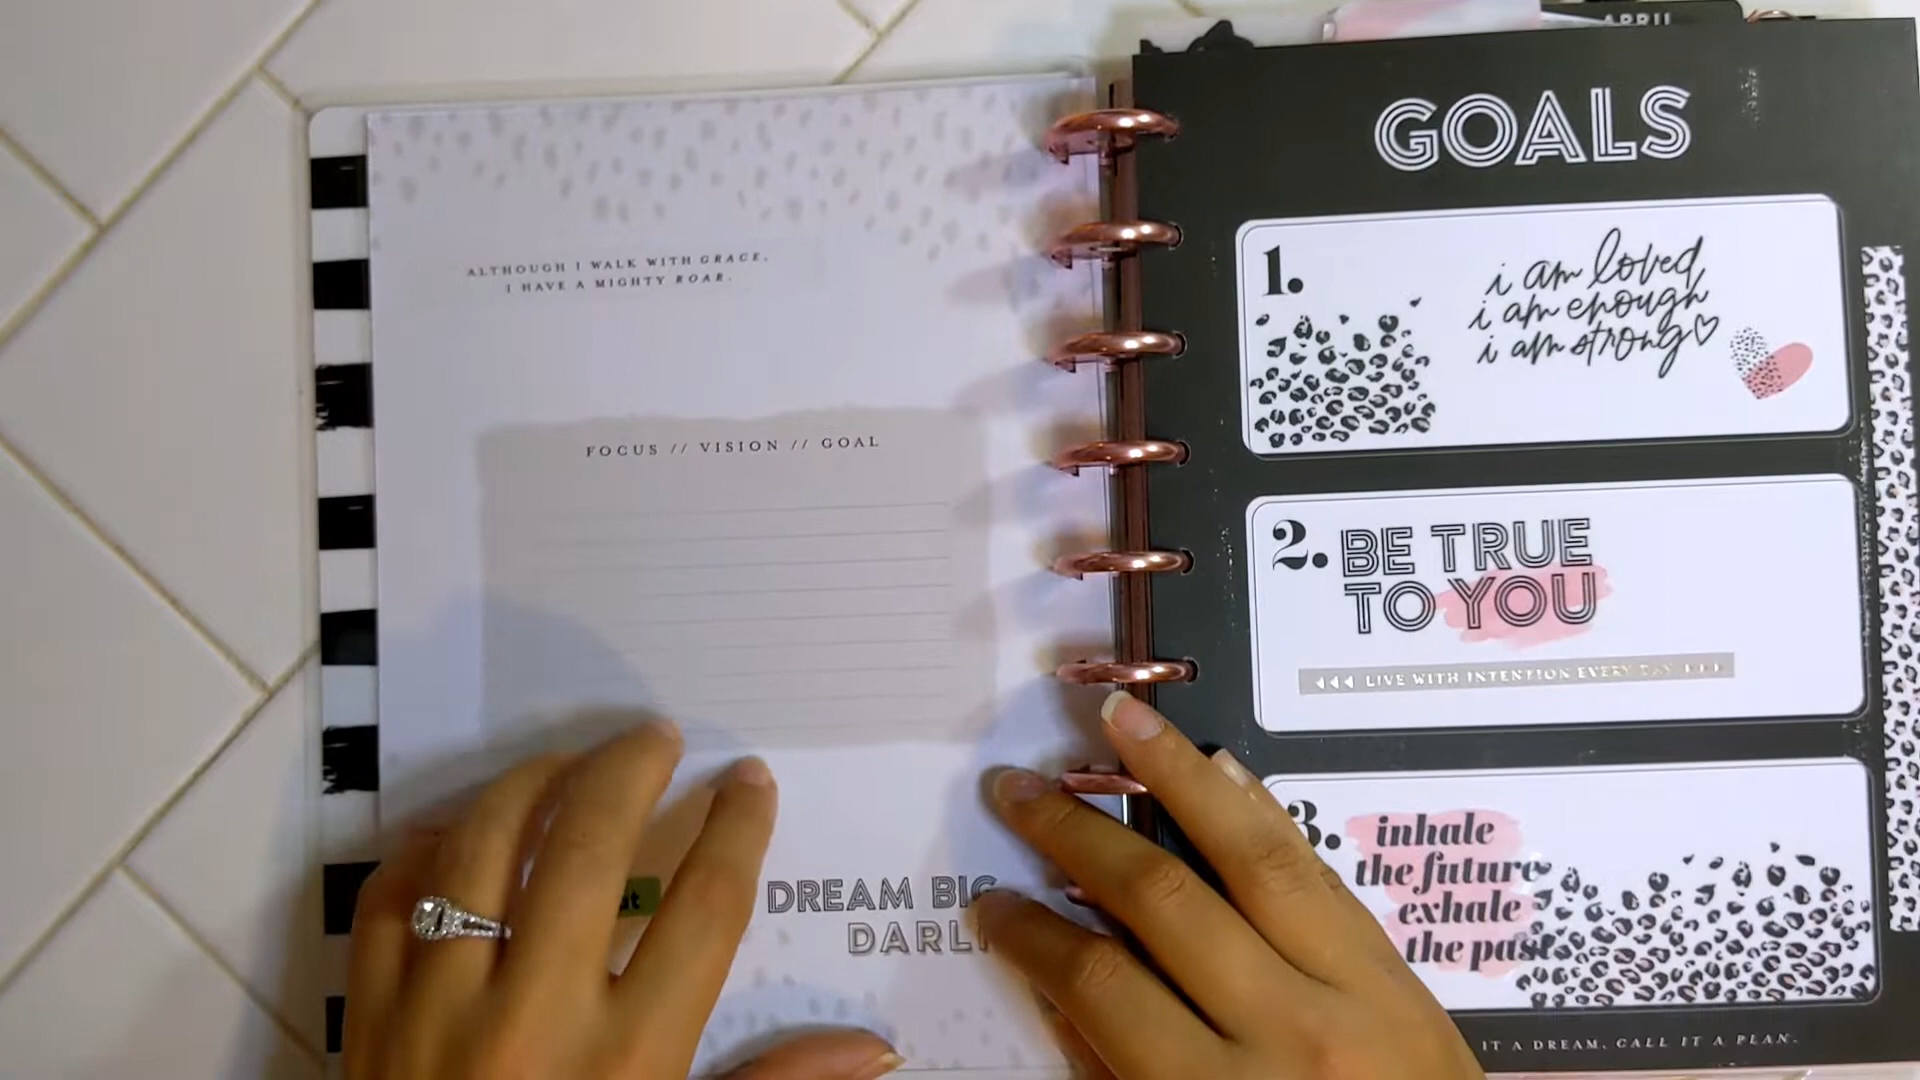 ALTHOUGH I WALK WITH GRACE,
I HAVE A MIGHTY ROAR.
FOCUS // VISION // GOAL
DREAM BIG
APRIL
GOALS
1.
i am loved
i am enough
i am strong
2.
BE TRUE
TO YOU
LIVE WITH INTENTION EVERY DAY
3.
inhale
the future
exhale
the past
IT A DREAM. CALL IT A PLAN.